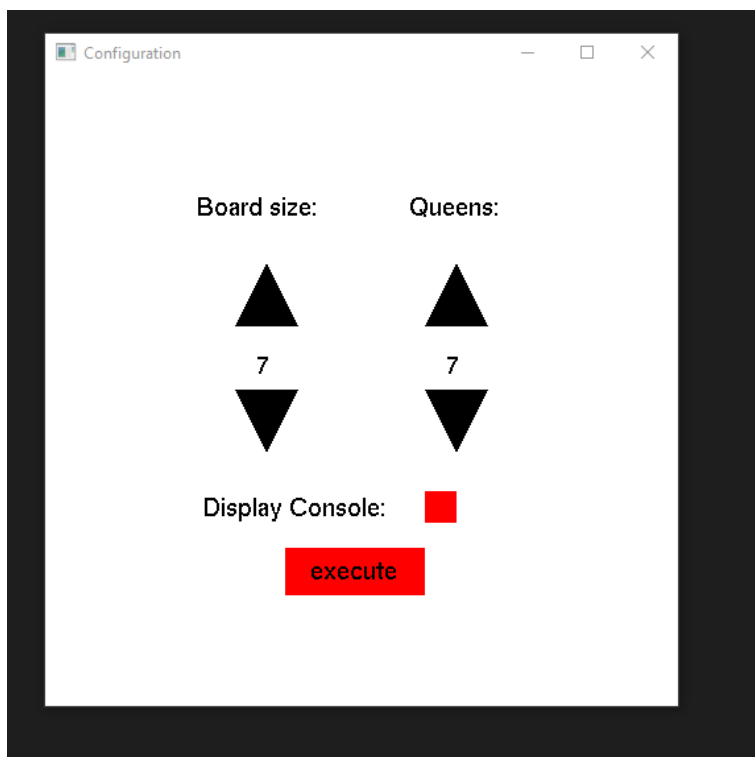 Configuration
Board size: Queens:
7 7
Display Console:
execute